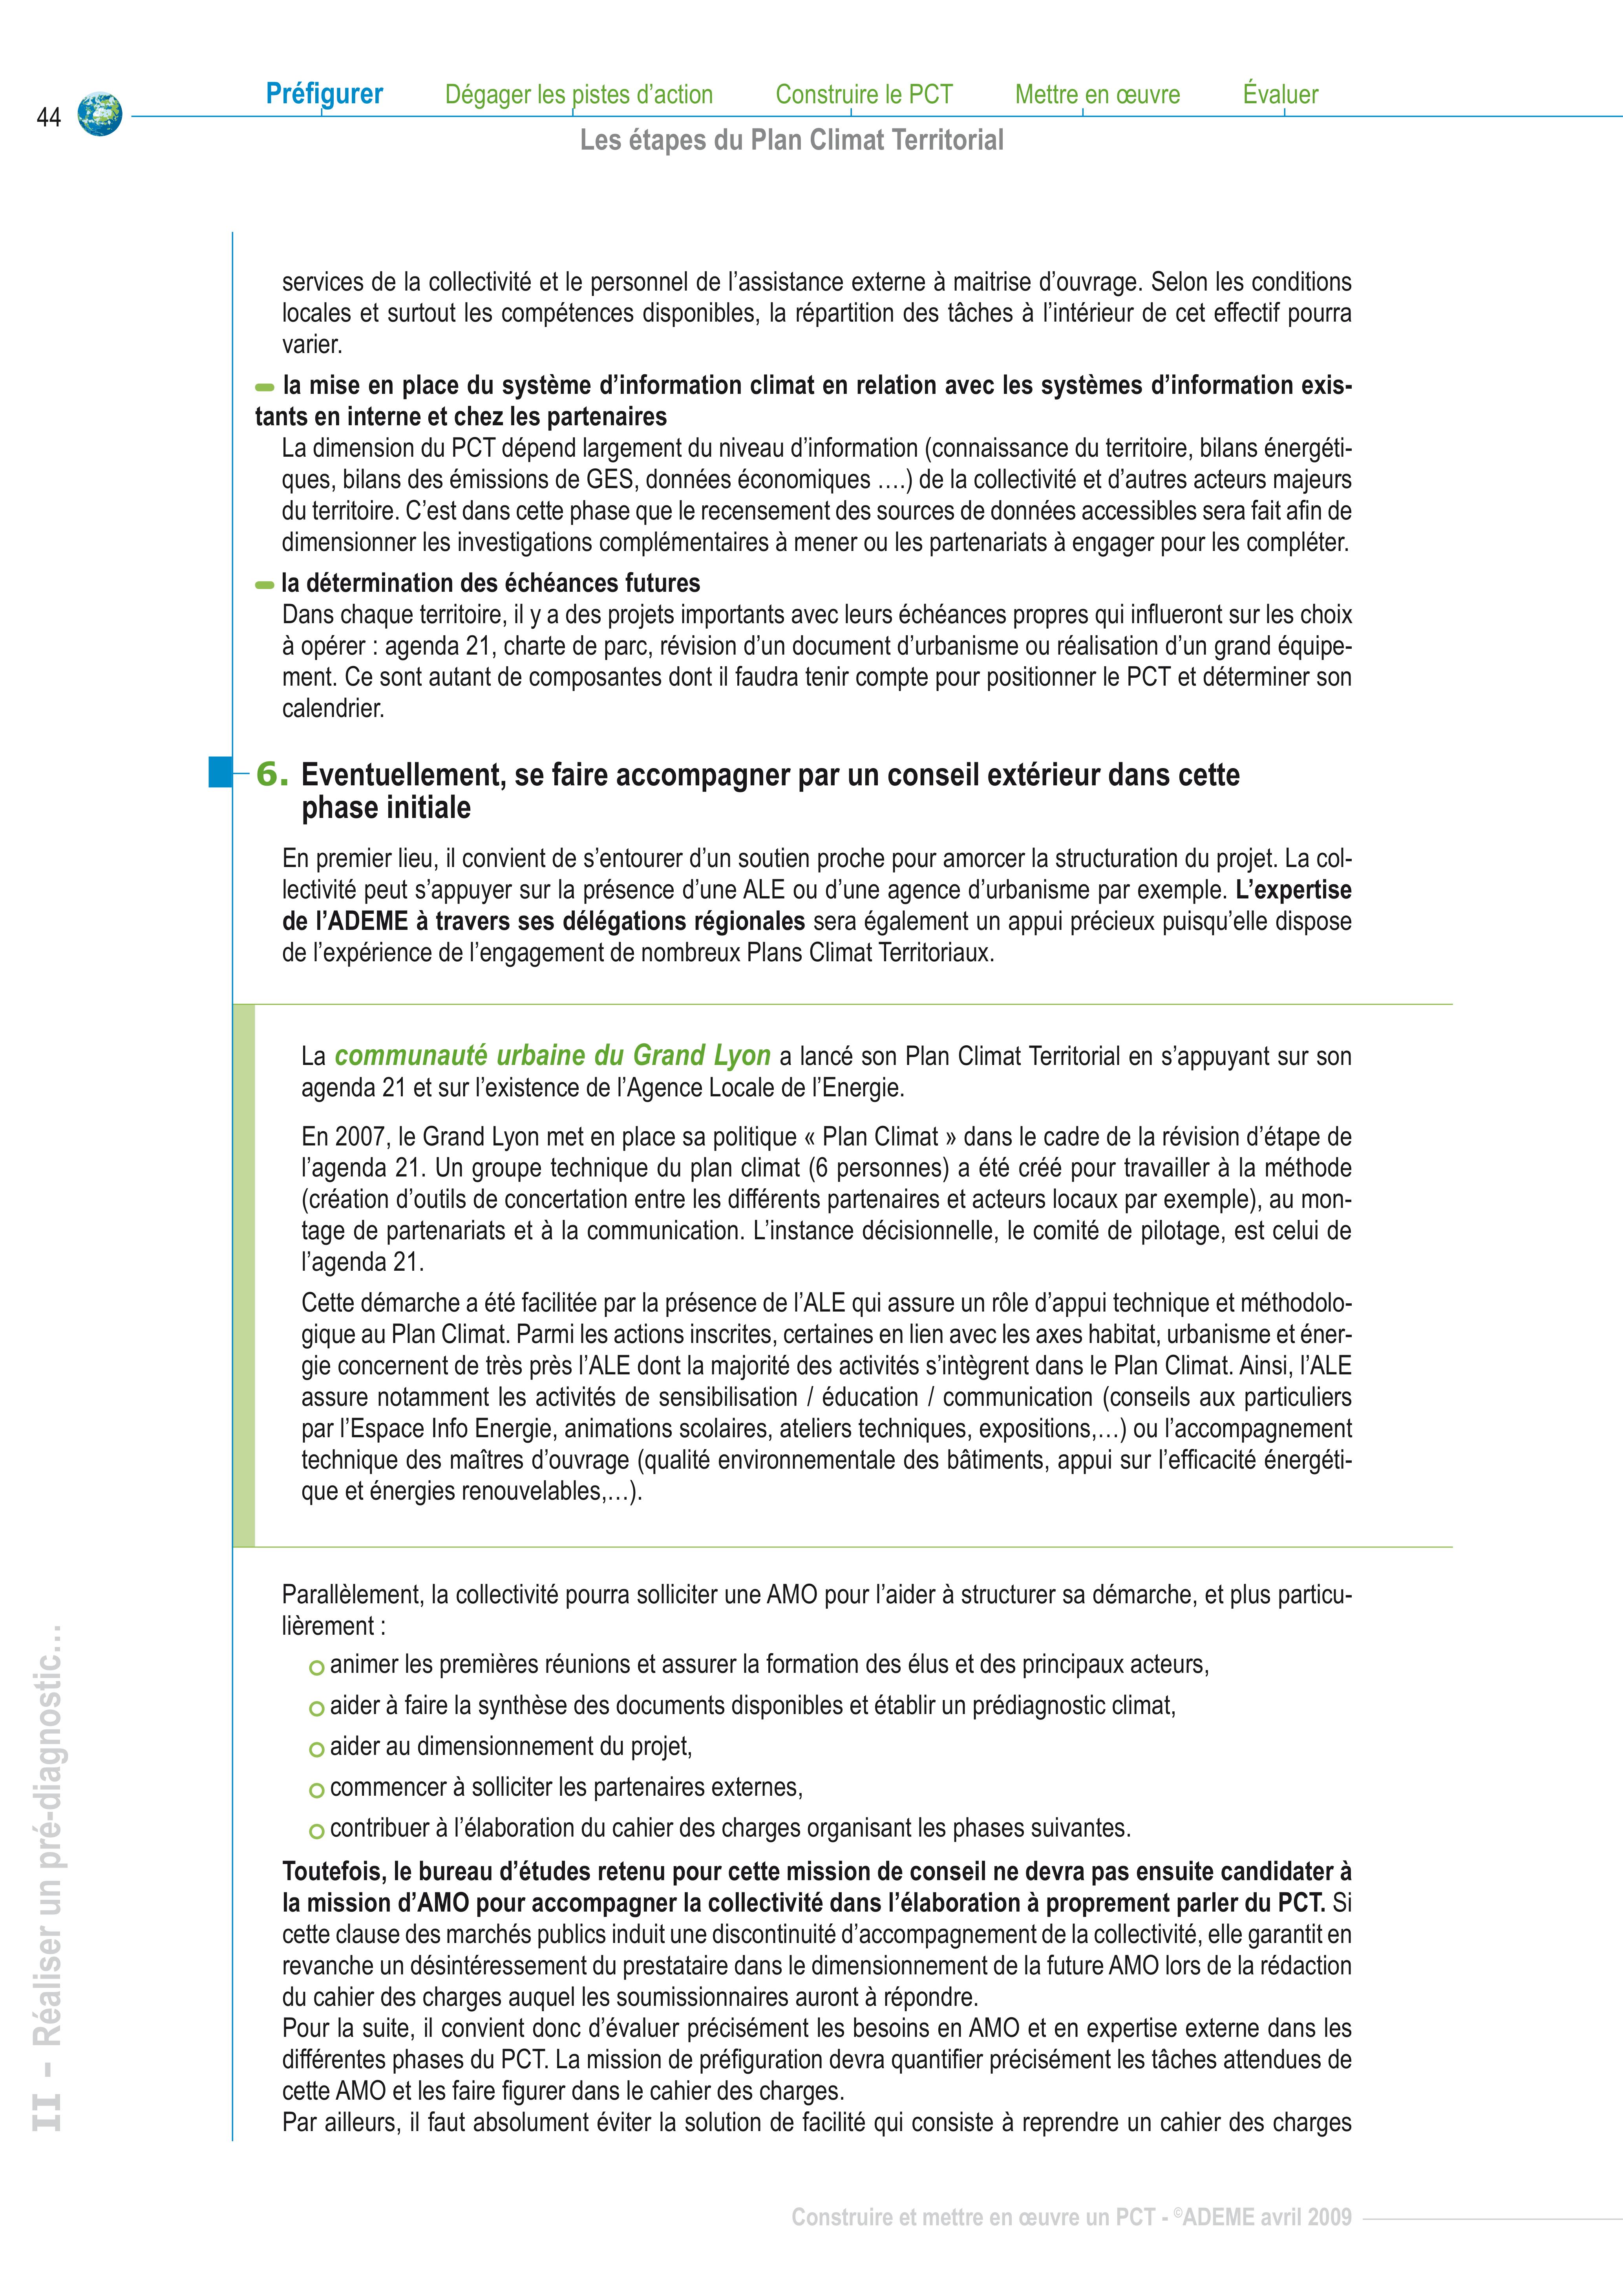 44
Préfigurer Dégager les pistes d’action Construire le PCT Mettre en œuvre Évaluer
Les étapes du Plan Climat Territorial
services de la collectivité et le personnel de l’assistance externe à maitrise d’ouvrage. Selon les conditions
locales et surtout les compétences disponibles, la répartition des tâches à l’intérieur de cet effectif pourra
varier.
la mise en place du système d’information climat en relation avec les systèmes d’information exis-
tants en interne et chez les partenaires
La dimension du PCT dépend largement du niveau d’information (connaissance du territoire, bilans énergéti-
ques, bilans des émissions de GES, données économiques ….) de la collectivité et d’autres acteurs majeurs
du territoire. C’est dans cette phase que le recensement des sources de données accessibles sera fait afin de
dimensionner les investigations complémentaires à mener ou les partenariats à engager pour les compléter.
la détermination des échéances futures
Dans chaque territoire, il y a des projets importants avec leurs échéances propres qui influeront sur les choix
à opérer : agenda 21, charte de parc, révision d’un document d’urbanisme ou réalisation d’un grand équipe-
ment. Ce sont autant de composantes dont il faudra tenir compte pour positionner le PCT et déterminer son
calendrier.
6. Eventuellement, se faire accompagner par un conseil extérieur dans cette
phase initiale
En premier lieu, il convient de s’entourer d’un soutien proche pour amorcer la structuration du projet. La col-
lectivité peut s’appuyer sur la présence d’une ALE ou d’une agence d’urbanisme par exemple. L’expertise
de l’ADEME à travers ses délégations régionales sera également un appui précieux puisqu’elle dispose
de l’expérience de l’engagement de nombreux Plans Climat Territoriaux.
La communauté urbaine du Grand Lyon a lancé son Plan Climat Territorial en s’appuyant sur son
agenda 21 et sur l’existence de l’Agence Locale de l’Energie.
En 2007, le Grand Lyon met en place sa politique « Plan Climat » dans le cadre de la révision d’étape de
l’agenda 21. Un groupe technique du plan climat (6 personnes) a été créé pour travailler à la méthode
(création d’outils de concertation entre les différents partenaires et acteurs locaux par exemple), au mon-
tage de partenariats et à la communication. L’instance décisionnelle, le comité de pilotage, est celui de
l’agenda 21.
Cette démarche a été facilitée par la présence de l’ALE qui assure un rôle d’appui technique et méthodolo-
gique au Plan Climat. Parmi les actions inscrites, certaines en lien avec les axes habitat, urbanisme et éner-
gie concernent de très près l’ALE dont la majorité des activités s’intègrent dans le Plan Climat. Ainsi, l’ALE
assure notamment les activités de sensibilisation / éducation / communication (conseils aux particuliers
par l’Espace Info Energie, animations scolaires, ateliers techniques, expositions,…) ou l’accompagnement
technique des maîtres d’ouvrage (qualité environnementale des bâtiments, appui sur l’efficacité énergéti-
que et énergies renouvelables,…).
Parallèlement, la collectivité pourra solliciter une AMO pour l’aider à structurer sa démarche, et plus particu-
lièrement :
animer les premières réunions et assurer la formation des élus et des principaux acteurs,
aider à faire la synthèse des documents disponibles et établir un prédiagnostic climat,
aider au dimensionnement du projet,
commencer à solliciter les partenaires externes,
contribuer à l’élaboration du cahier des charges organisant les phases suivantes.
Toutefois, le bureau d’études retenu pour cette mission de conseil ne devra pas ensuite candidater à
la mission d’AMO pour accompagner la collectivité dans l’élaboration à proprement parler du PCT. Si
cette clause des marchés publics induit une discontinuité d’accompagnement de la collectivité, elle garantit en
revanche un désintéressement du prestataire dans le dimensionnement de la future AMO lors de la rédaction
du cahier des charges auquel les soumissionnaires auront à répondre.
Pour la suite, il convient donc d’évaluer précisément les besoins en AMO et en expertise externe dans les
différentes phases du PCT. La mission de préfiguration devra quantifier précisément les tâches attendues de
cette AMO et les faire figurer dans le cahier des charges.
Par ailleurs, il faut absolument éviter la solution de facilité qui consiste à reprendre un cahier des charges
II – Réaliser un pré-diagnostic…
Construire et mettre en œuvre un PCT - ©ADEME avril 2009